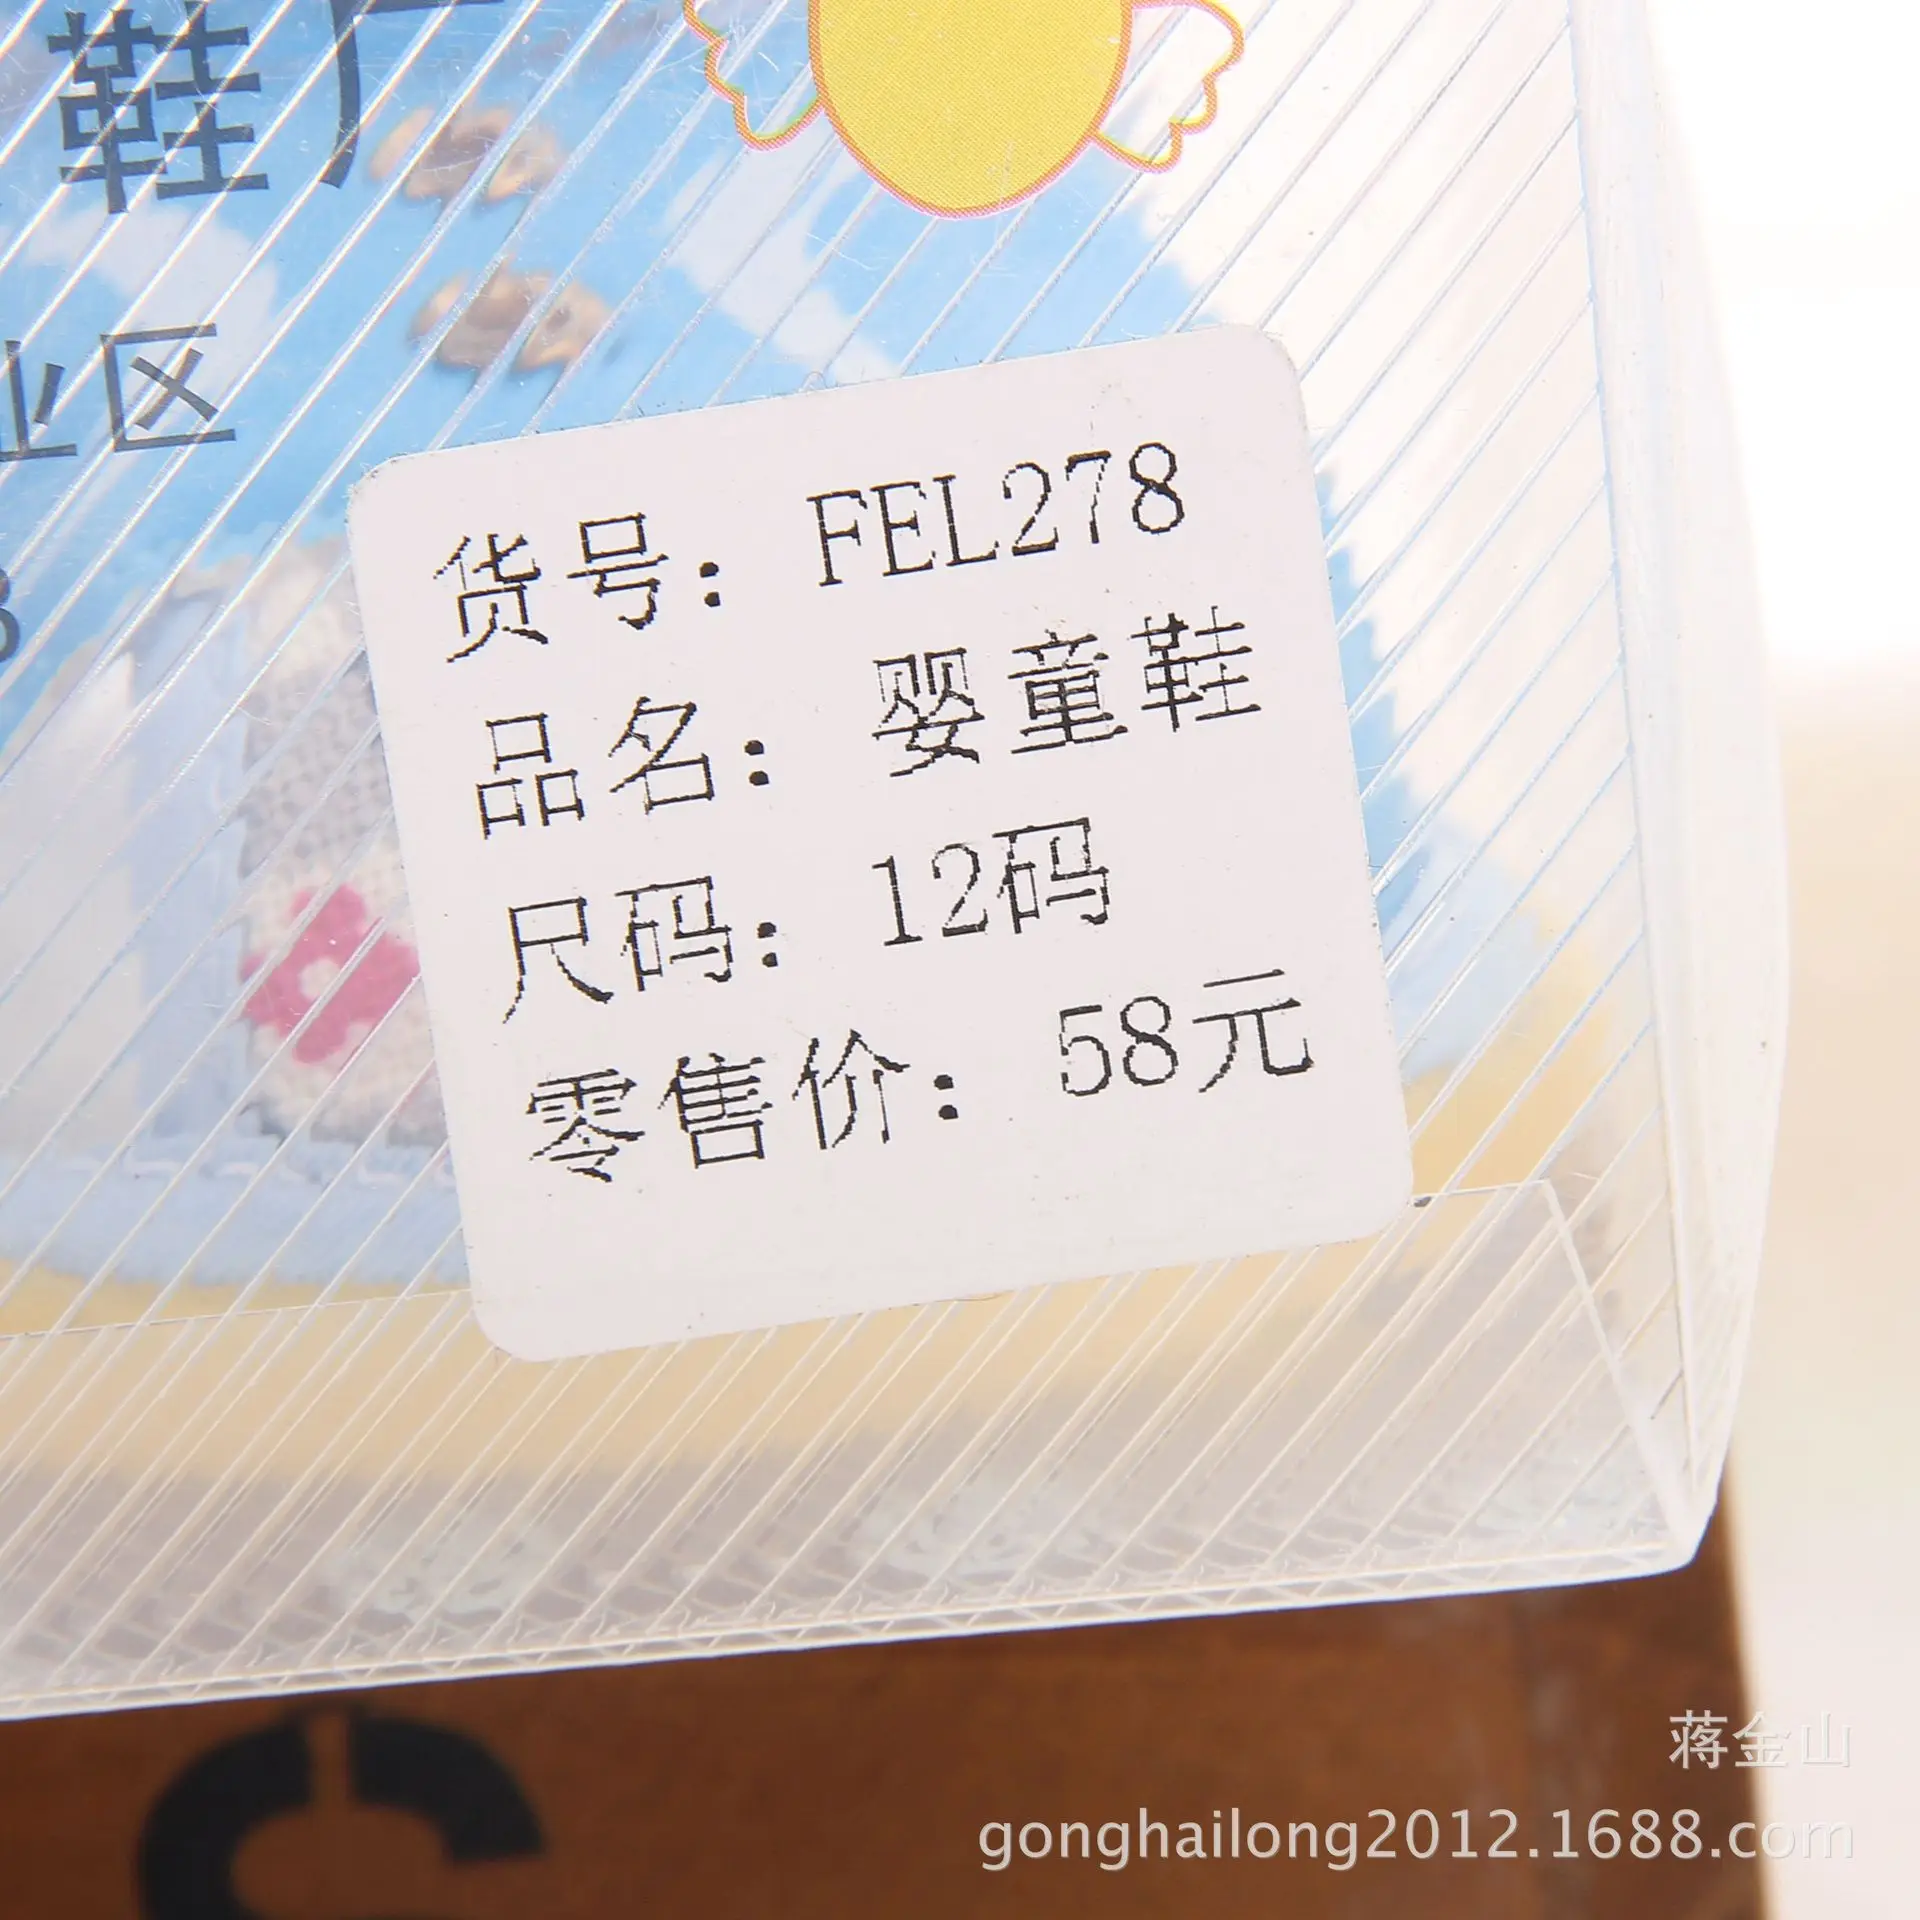 鞋厂
业区
货号：FEL278
品名：婴童鞋
尺码：12码
零售价：58元
蒋金山
gonghailong2012.1688.com